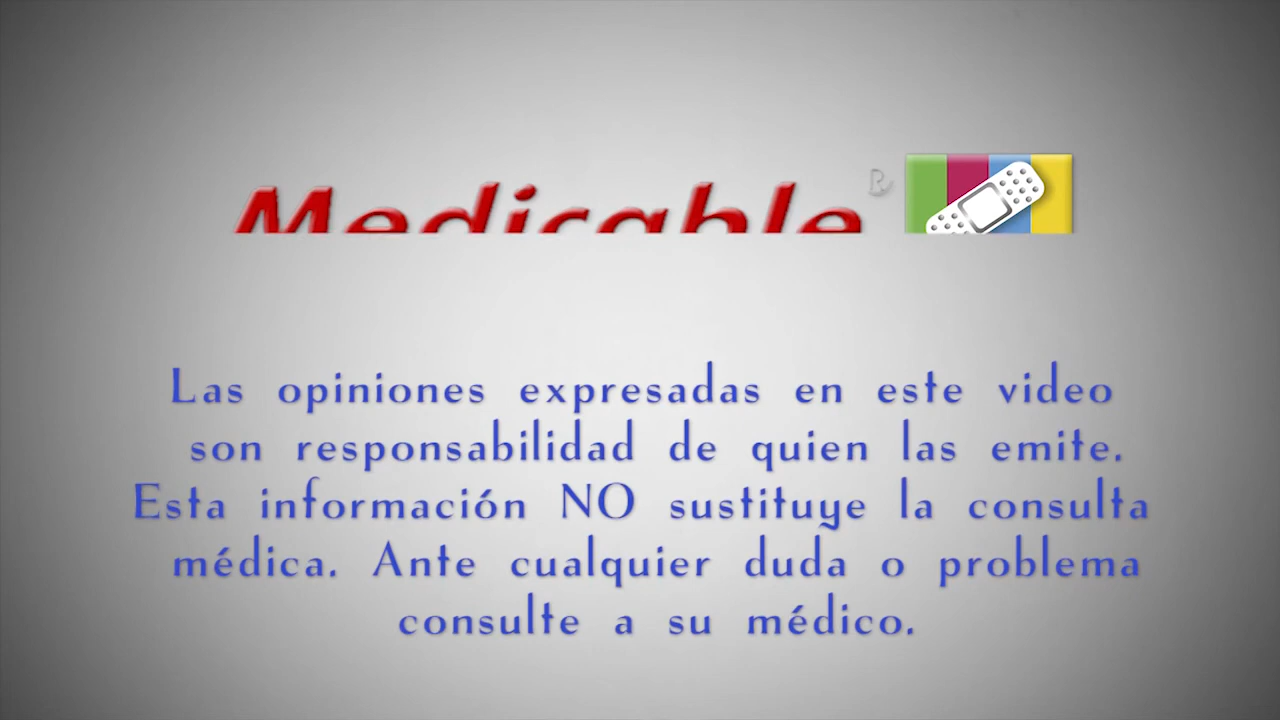 Medicable
Las opiniones expresadas en este video
son responsabilidad de quien las emite.
Esta información NO sustituye la consulta
médica. Ante cualquier duda o problema
consulte a su médico.